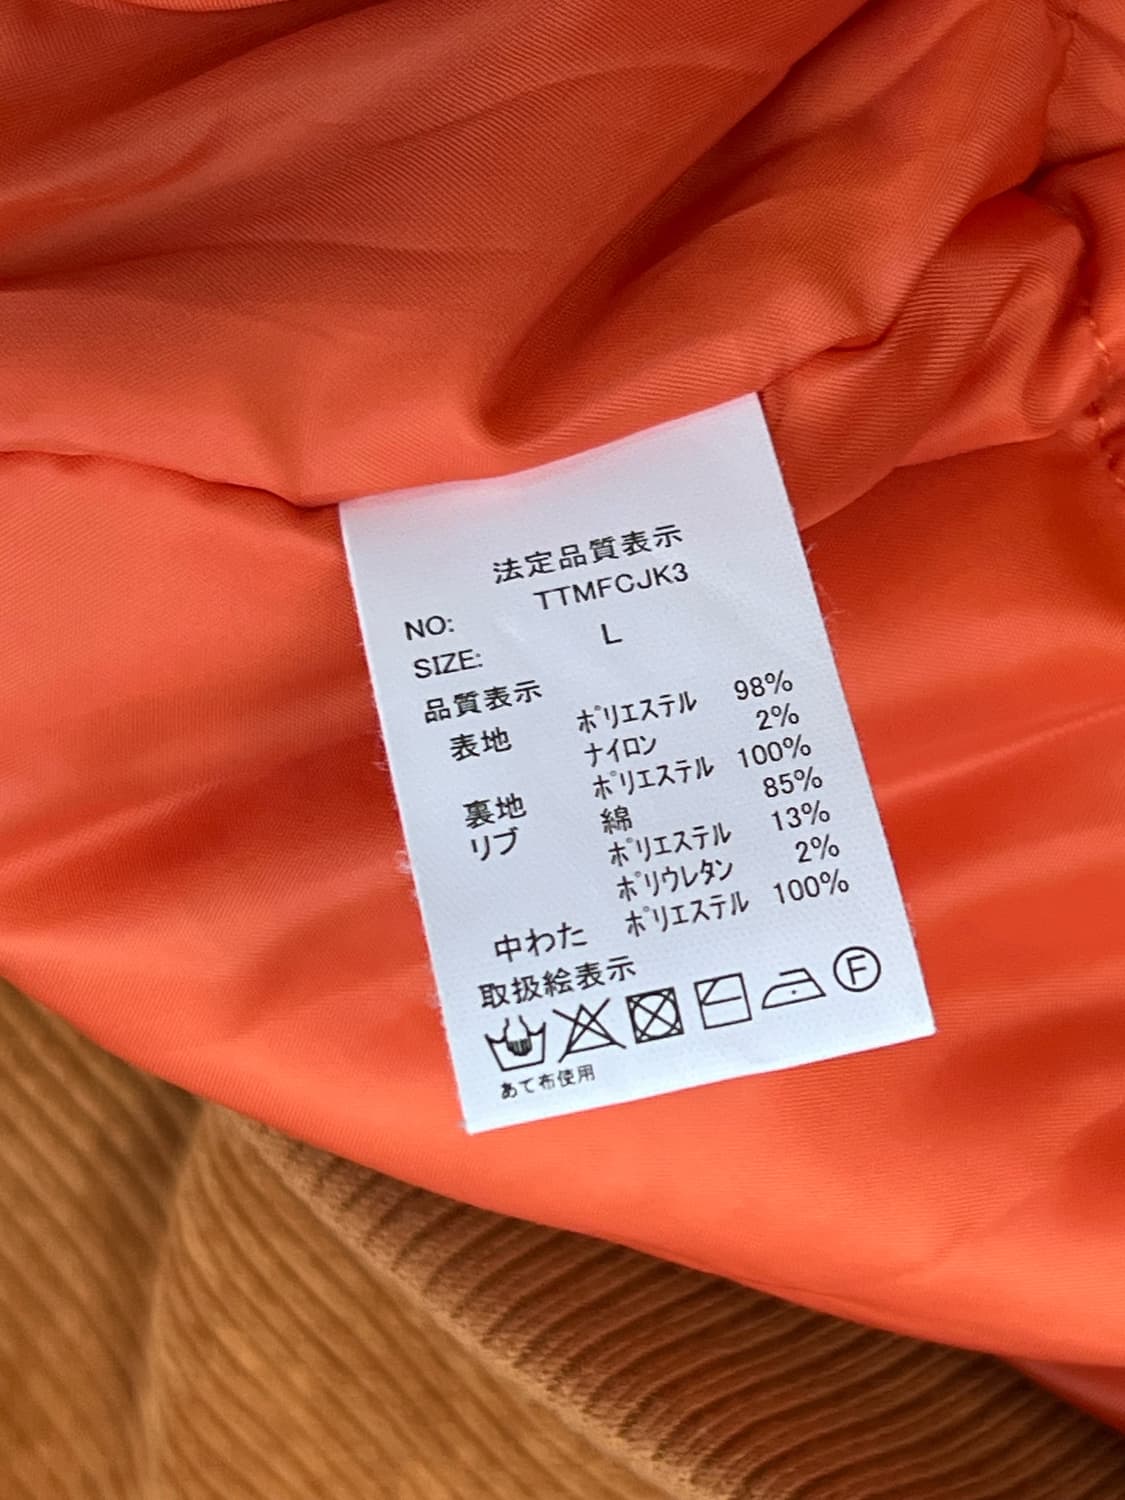 法定品質表示
NO: TTMFCJK3
SIZE: L
品質表示
表地 ポリエステル 98%
ナイロン 2%
裏地 ポリエステル 100%
リブ 綿 85%
ポリエステル 13%
ポリウレタン 2%
中わた ポリエステル 100%
取扱絵表示
F
あて布使用